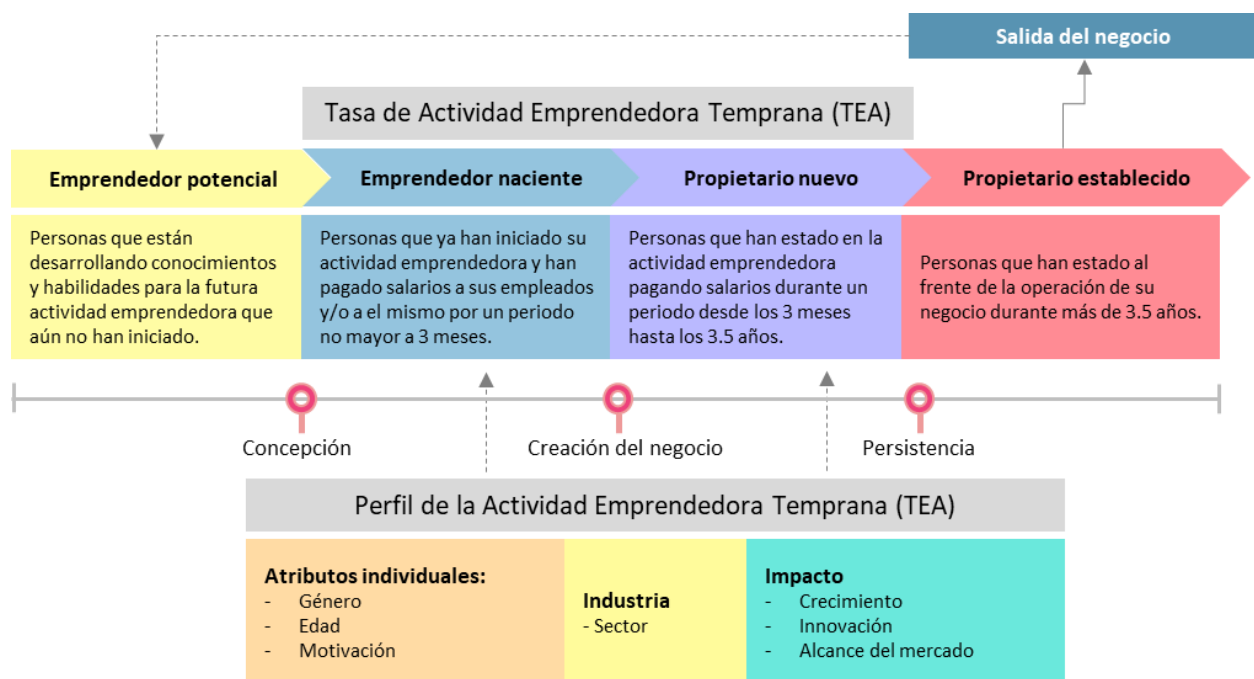 Salida del negocio
Tasa de Actividad Emprendedora Temprana (TEA)
Emprendedor potencial
Emprendedor naciente
Propietario nuevo
Propietario establecido
Personas que están
desarrollando conocimientos
y habilidades para la futura
actividad emprendedora que
aún no han iniciado.
Personas que ya han iniciado su
actividad emprendedora y han
pagado salarios a sus empleados
y/o a el mismo por un periodo
no mayor a 3 meses.
Personas que han estado en la
actividad emprendedora
pagando salarios durante un
periodo desde los 3 meses
hasta los 3.5 años.
Personas que han estado al
frente de la operación de su
negocio durante más de 3.5 años.
Concepción
Creación del negocio
Persistencia
Perfil de la Actividad Emprendedora Temprana (TEA)
Atributos individuales:
- Género
- Edad
- Motivación
Industria
- Sector
Impacto
- Crecimiento
- Innovación
- Alcance del mercado